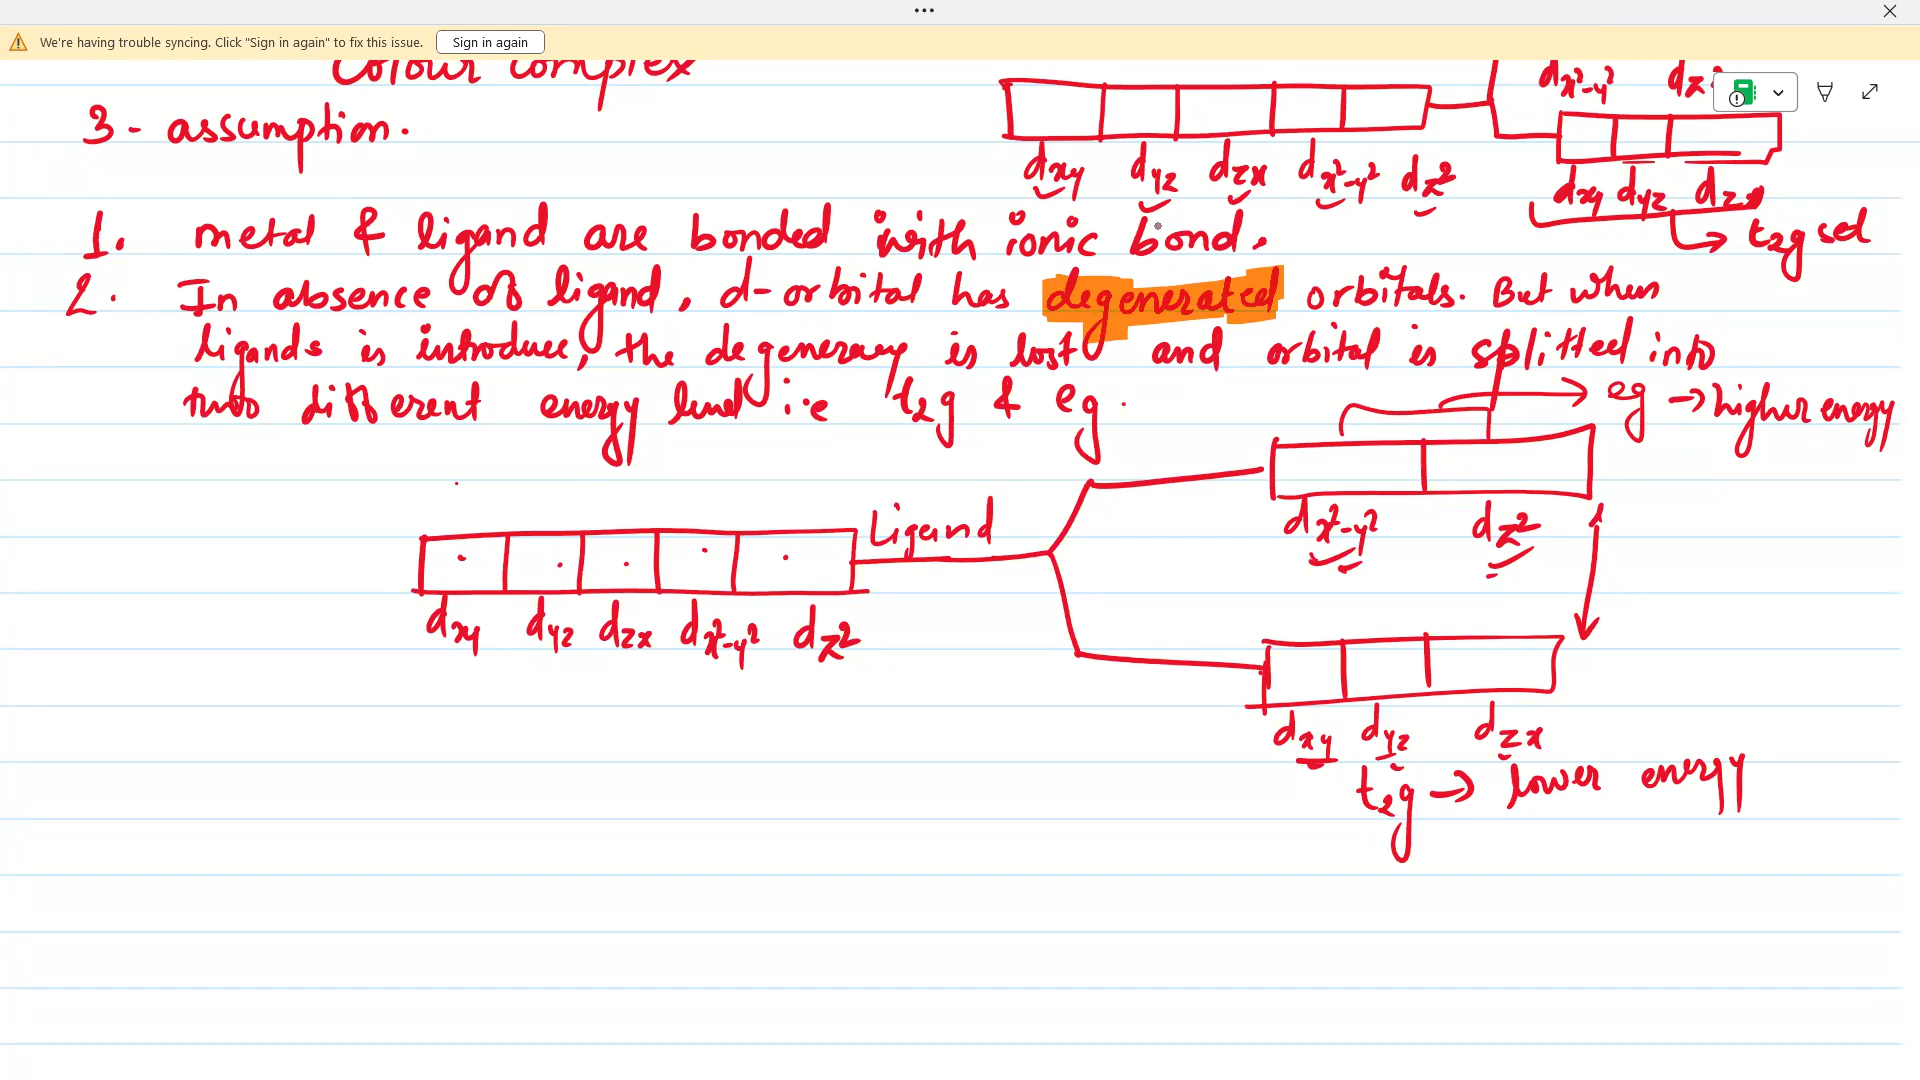 We're having trouble syncing. Click "Sign in again" to fix this issue. Sign in again
Colour complex
3 - assumption.
dx²-y² dz
dxy dyz dzx dx²-y² dz²
dxy dyz dzx
t2g set
1. metal & ligand are bonded with ionic bond.
2. In absence of ligand, d-orbital has degenerated orbitals. But when
ligands is introduce, the degeneracy is lost and orbital is splitted into
two different energy level i.e t2g & eg.
eg → higher energy
Ligand
dx²-y² dz²
dxy dyz dzx dx²-y² dz²
dxy dyz dzx
t2g → lower energy